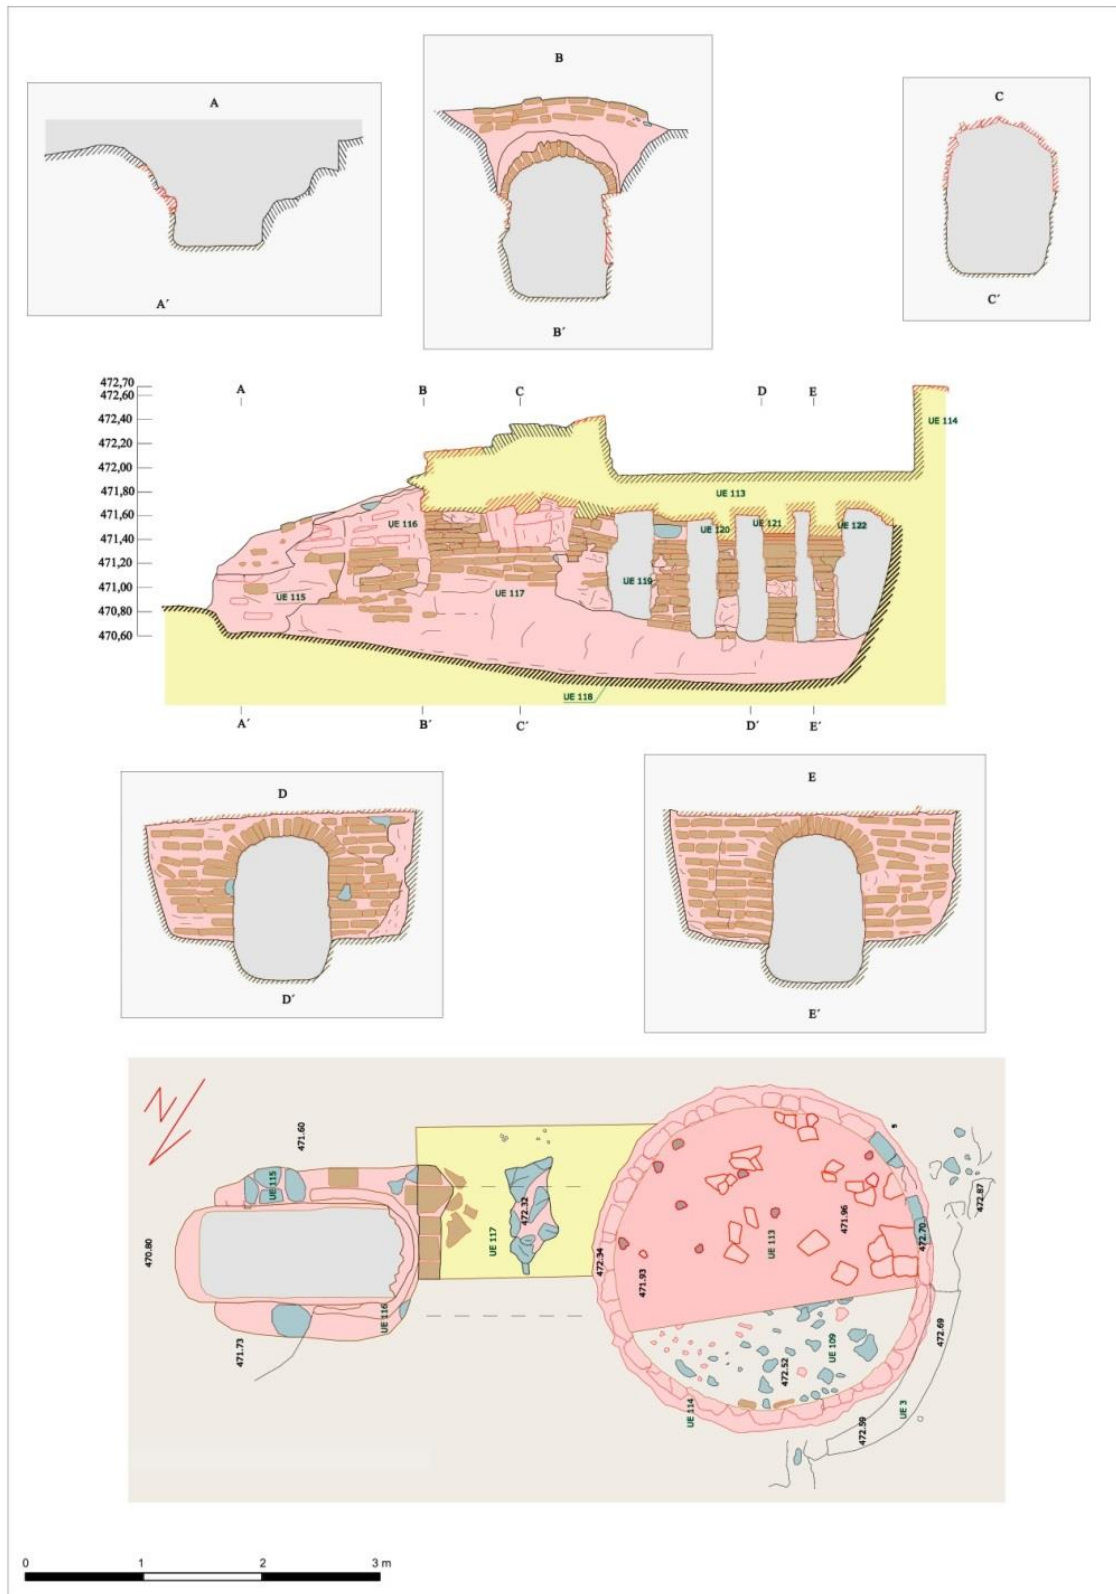 A
A´
B
B´
C
C´
472,70
472,60
472,40
472,20
472,00
471,80
471,60
471,40
471,20
471,00
470,80
470,60
A
B
C
D
E
UE 114
UE 113
UE 116
UE 120
UE 121
UE 122
UE 119
UE 115
UE 117
UE 118
A´
B´
C´
D´
E´
D
D´
E
E´
N
471.60
UE 115
470.80
471.73
UE 116
UE 117
472.32
472.34
471.93
UE 113
471.96
472.70
472.87
UE 109
472.52
472.69
UE 114
472.59
UE 3
0 1 2 3 m